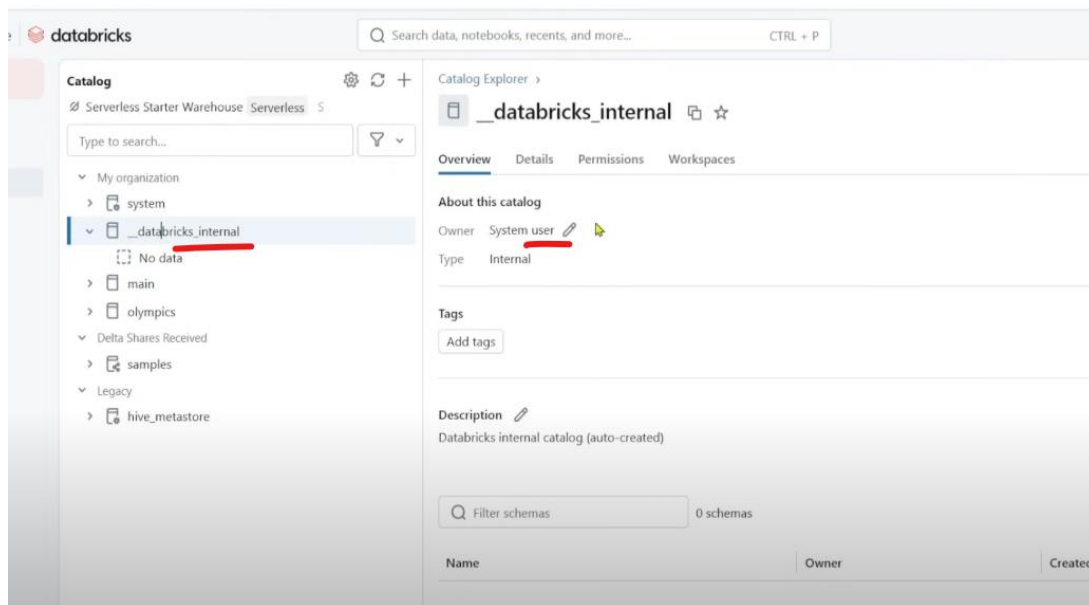 databricks
Search data, notebooks, recents, and more...
CTRL + P
Catalog
Serverless Starter Warehouse Serverless S
Type to search...
My organization
system
__databricks_internal
No data
main
olympics
Delta Shares Received
samples
Legacy
hive_metastore
Catalog Explorer >
__databricks_internal
Overview Details Permissions Workspaces
About this catalog
Owner System user
Type Internal
Tags
Add tags
Description
Databricks internal catalog (auto-created)
Filter schemas
0 schemas
Name Owner Created